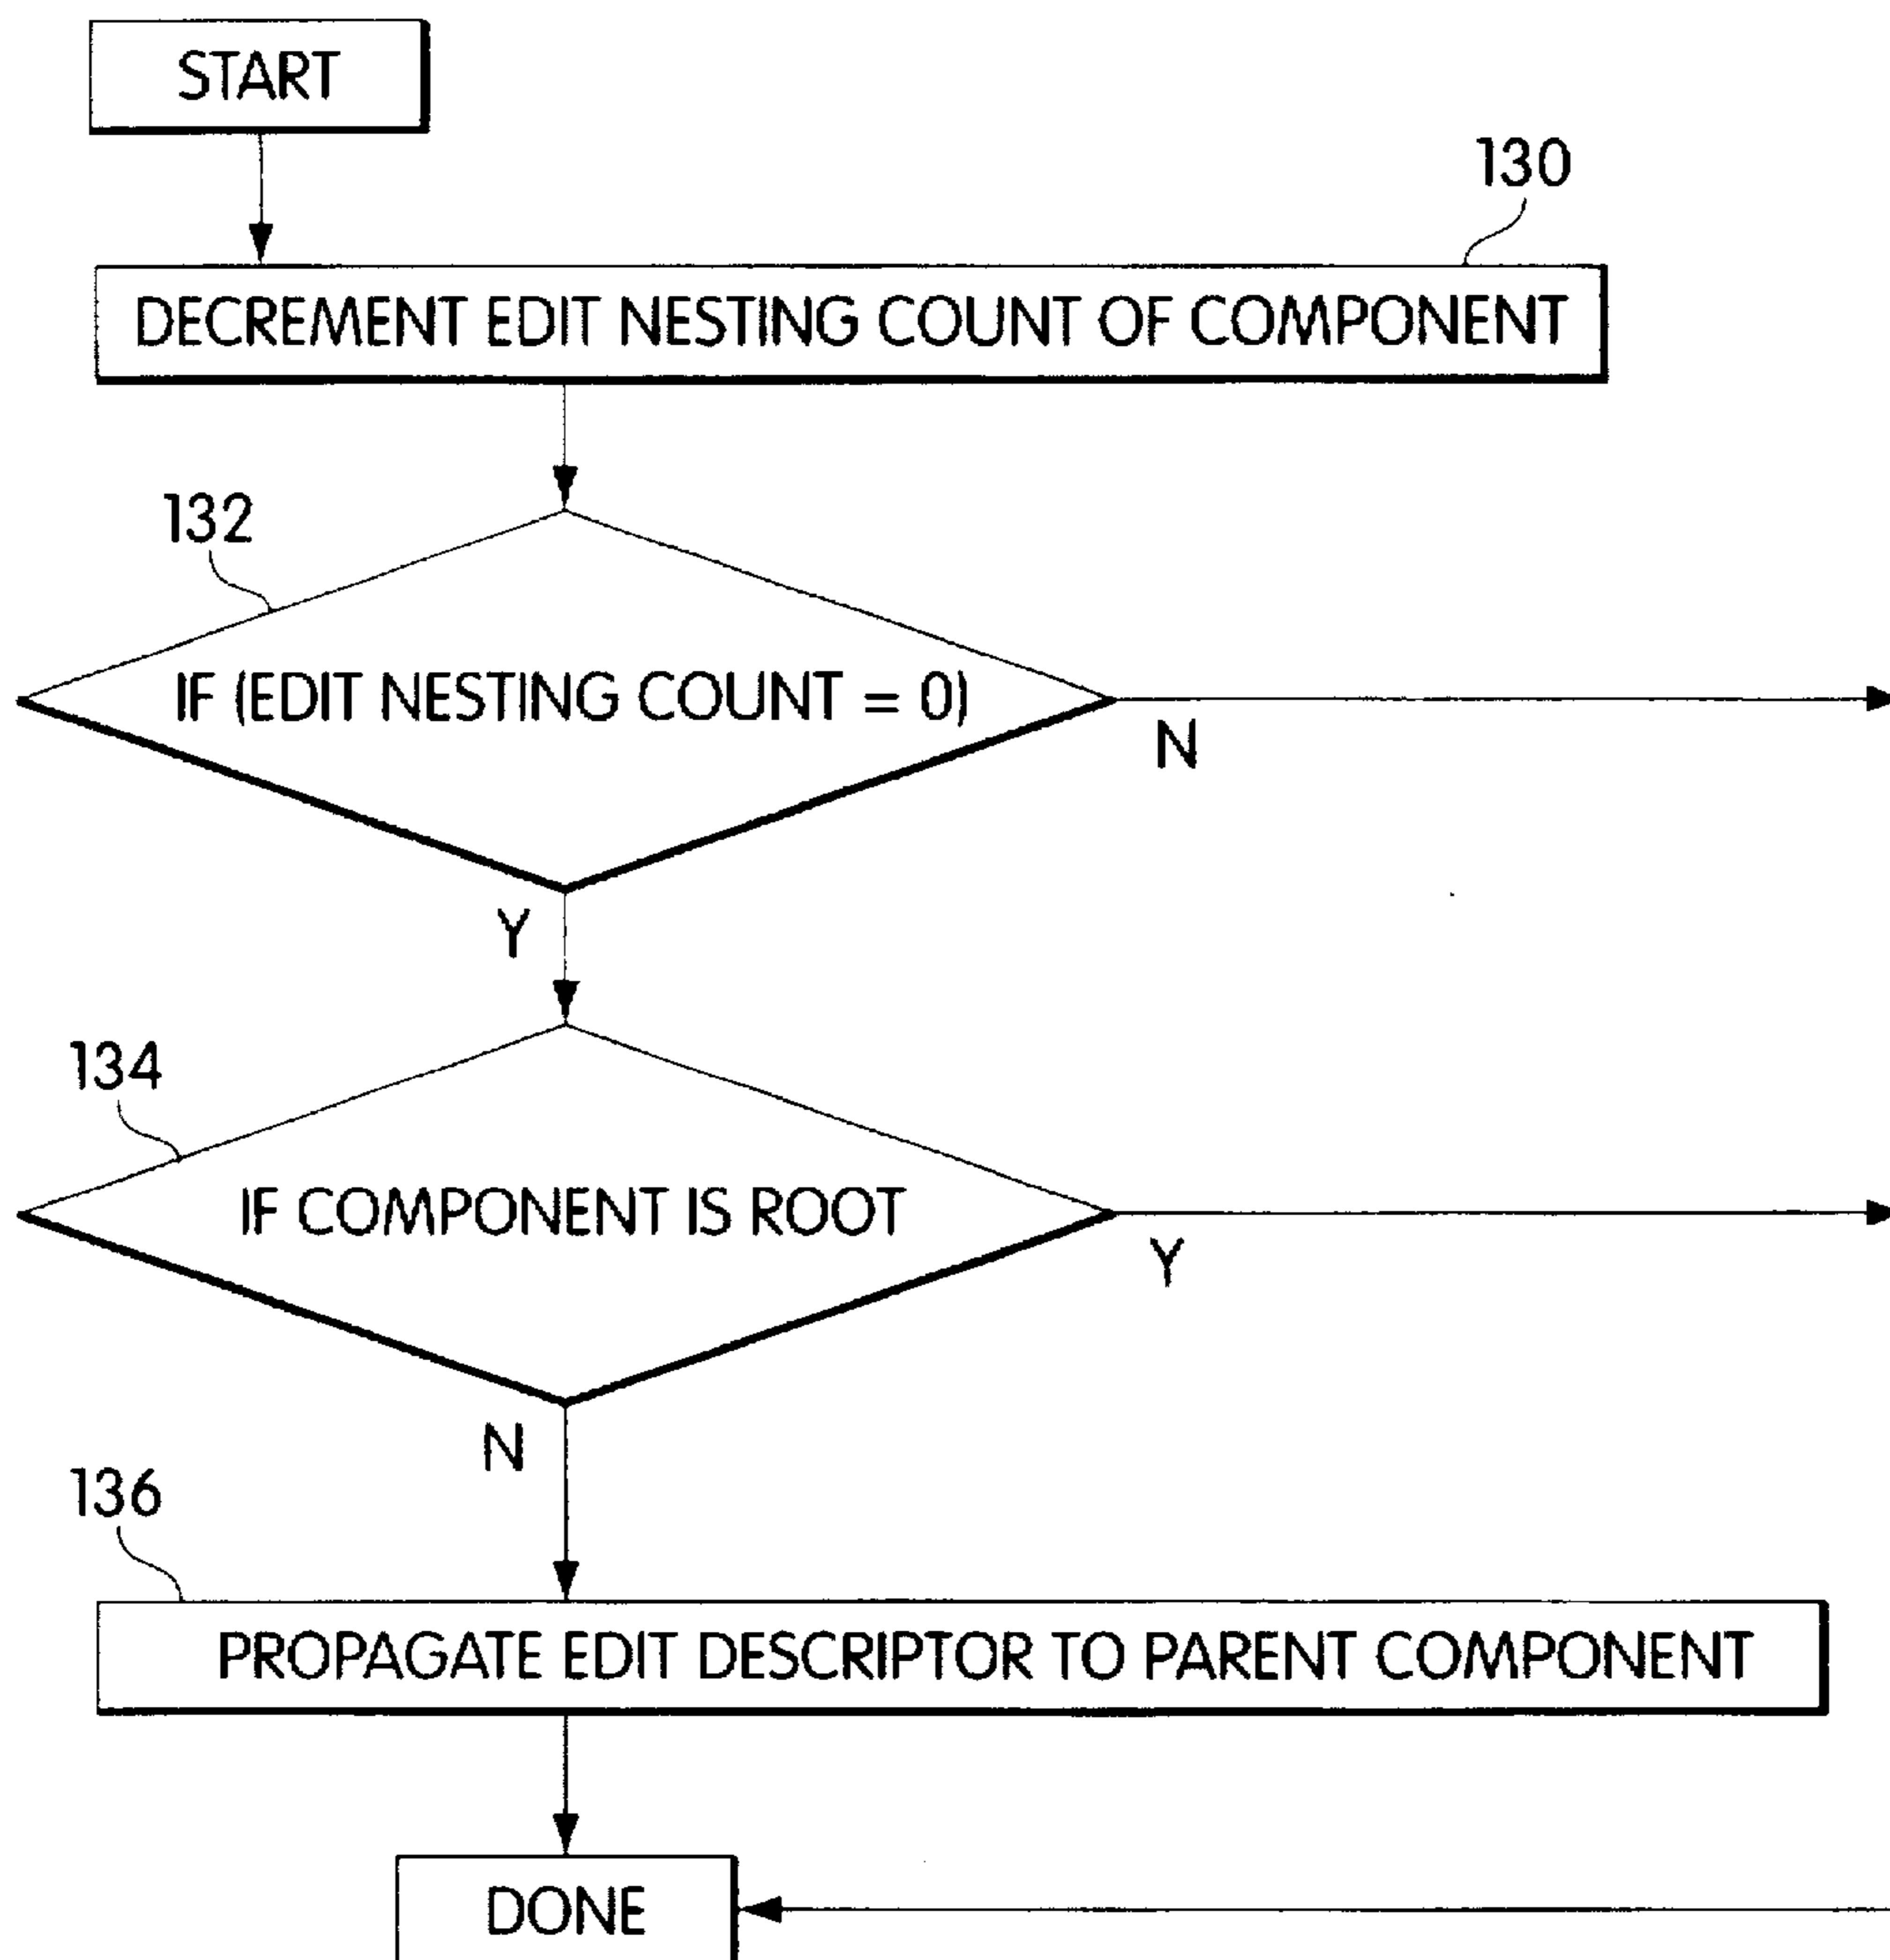 START
130
DECREMENT EDIT NESTING COUNT OF COMPONENT
132
IF (EDIT NESTING COUNT = 0)
N
Y
134
IF COMPONENT IS ROOT
Y
N
136
PROPAGATE EDIT DESCRIPTOR TO PARENT COMPONENT
DONE